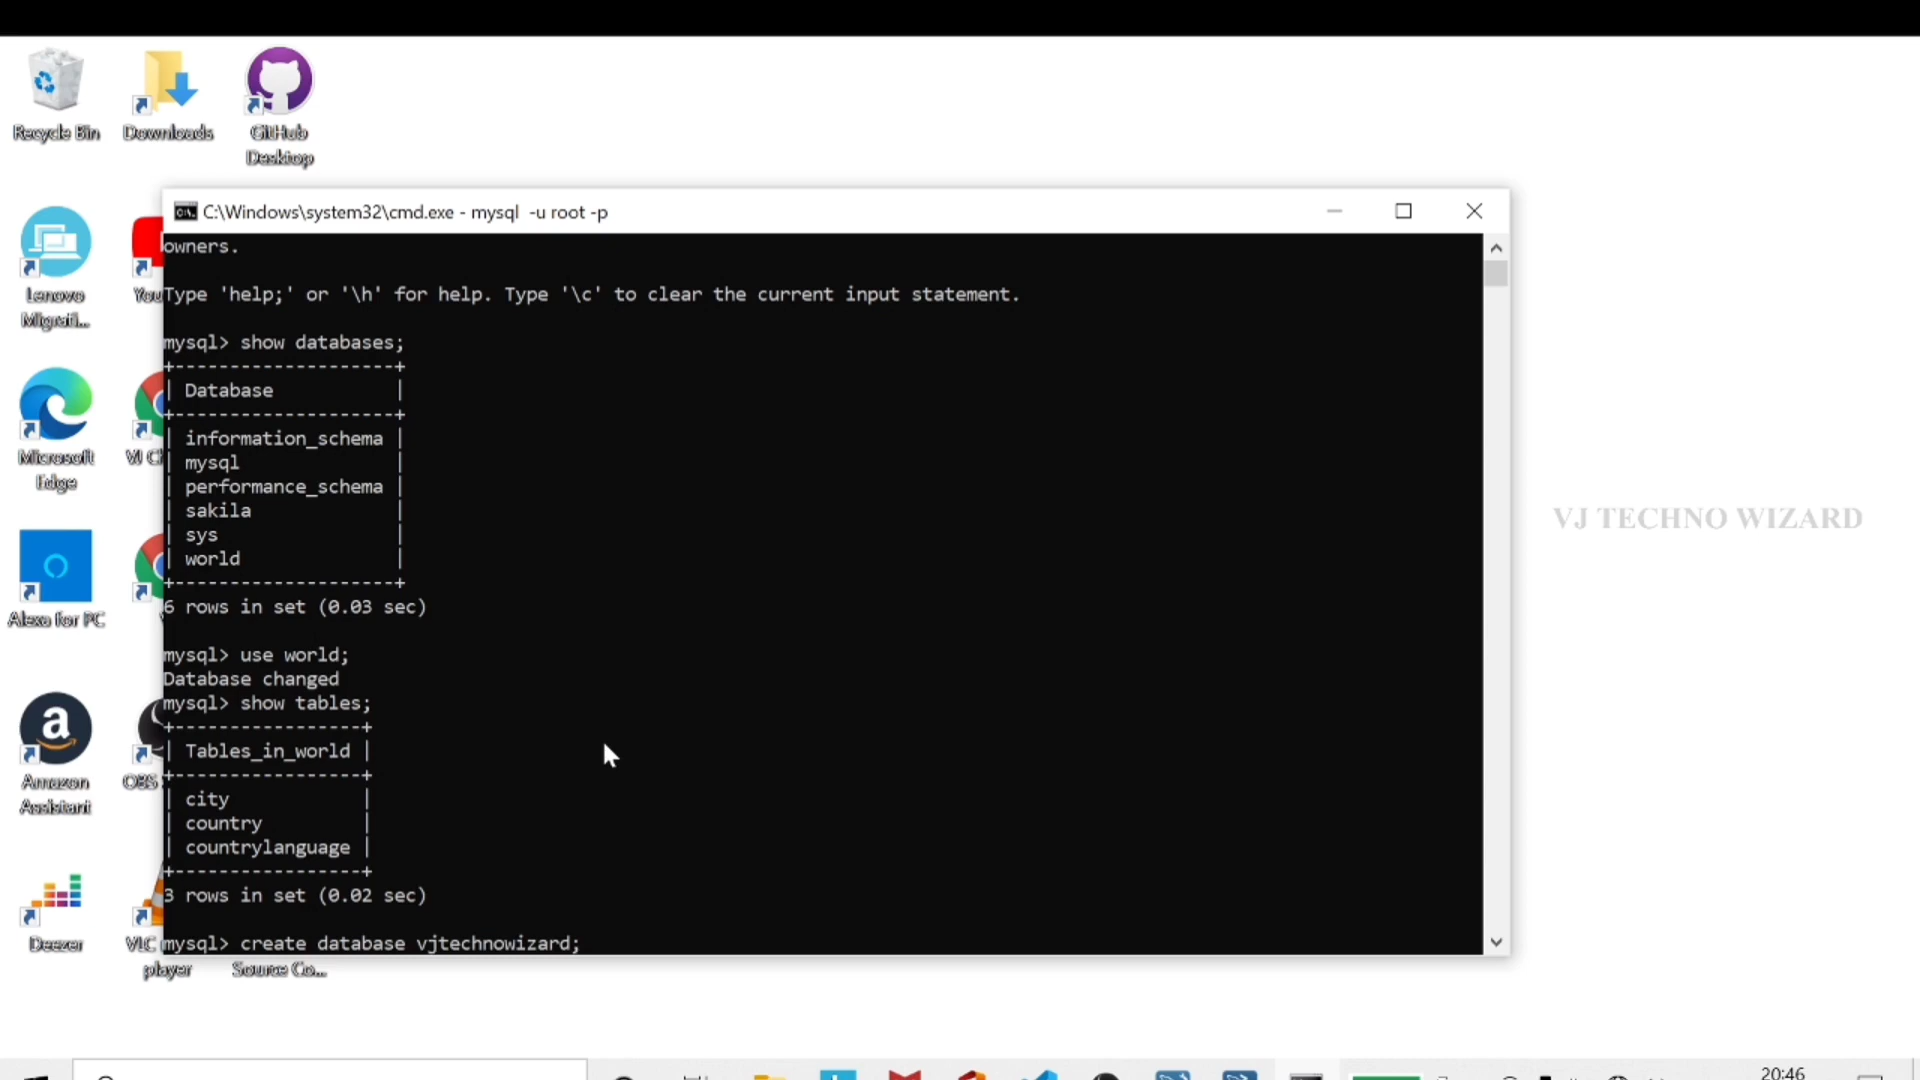 Recycle Bin
Downloads
GitHub
Desktop
C:\Windows\system32\cmd.exe - mysql  -u root -p
owners.
Type 'help;' or '\h' for help. Type '\c' to clear the current input statement.
mysql> show databases;
+--------------------+
| Database           |
+--------------------+
| information_schema |
| mysql              |
| performance_schema |
| sakila             |
| sys                |
| world              |
+--------------------+
6 rows in set (0.03 sec)
mysql> use world;
Database changed
mysql> show tables;
+-----------------+
| Tables_in_world |
+-----------------+
| city            |
| country         |
| countrylanguage |
+-----------------+
3 rows in set (0.02 sec)
mysql> create database vjtechnowizard;
Lenovo
Migrati...
You
Microsoft
Edge
VJ C
Alexa for PC
Amazon
Assistant
OBS
Deezer
VLC
player
Source Co...
VJ TECHNO WIZARD
20:46